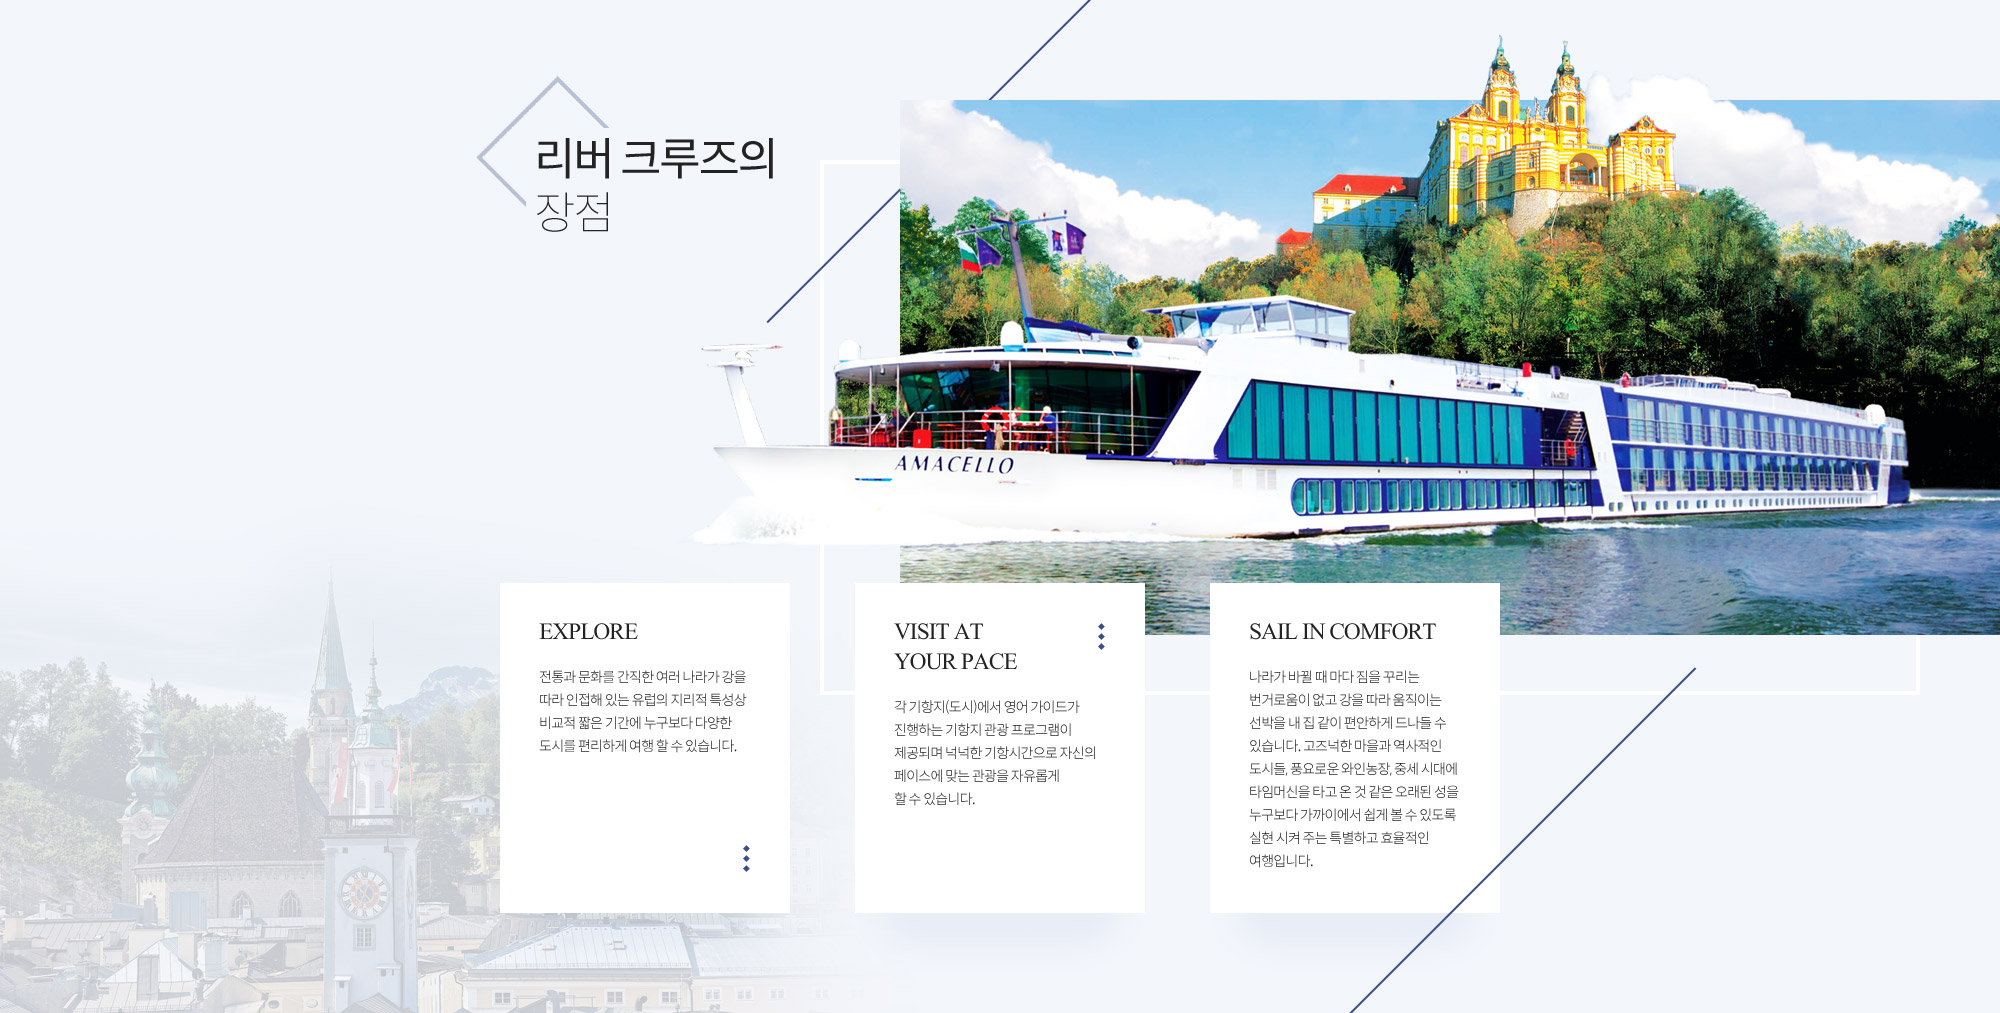 리버 크루즈의
장점
AMACELLO
EXPLORE
전통과 문화를 간직한 여러 나라가 강을
따라 인접해 있는 유럽의 지리적 특성상
비교적 짧은 기간에 누구보다 다양한
도시를 편리하게 여행 할 수 있습니다.
VISIT AT
YOUR PACE
각 기항지(도시)에서 영어 가이드가
진행하는 기항지 관광 프로그램이
제공되며 넉넉한 기항시간으로 자신의
페이스에 맞는 관광을 자유롭게
할 수 있습니다.
SAIL IN COMFORT
나라가 바뀔 때 마다 짐을 꾸리는
번거로움이 없고 강을 따라 움직이는
선박을 내 집 같이 편안하게 드나들 수
있습니다. 고즈넉한 마을과 역사적인
도시들, 풍요로운 와인농장, 중세 시대에
타임머신을 타고 온 것 같은 오래된 성을
누구보다 가까이에서 쉽게 볼 수 있도록
실현 시켜 주는 특별하고 효율적인
여행입니다.